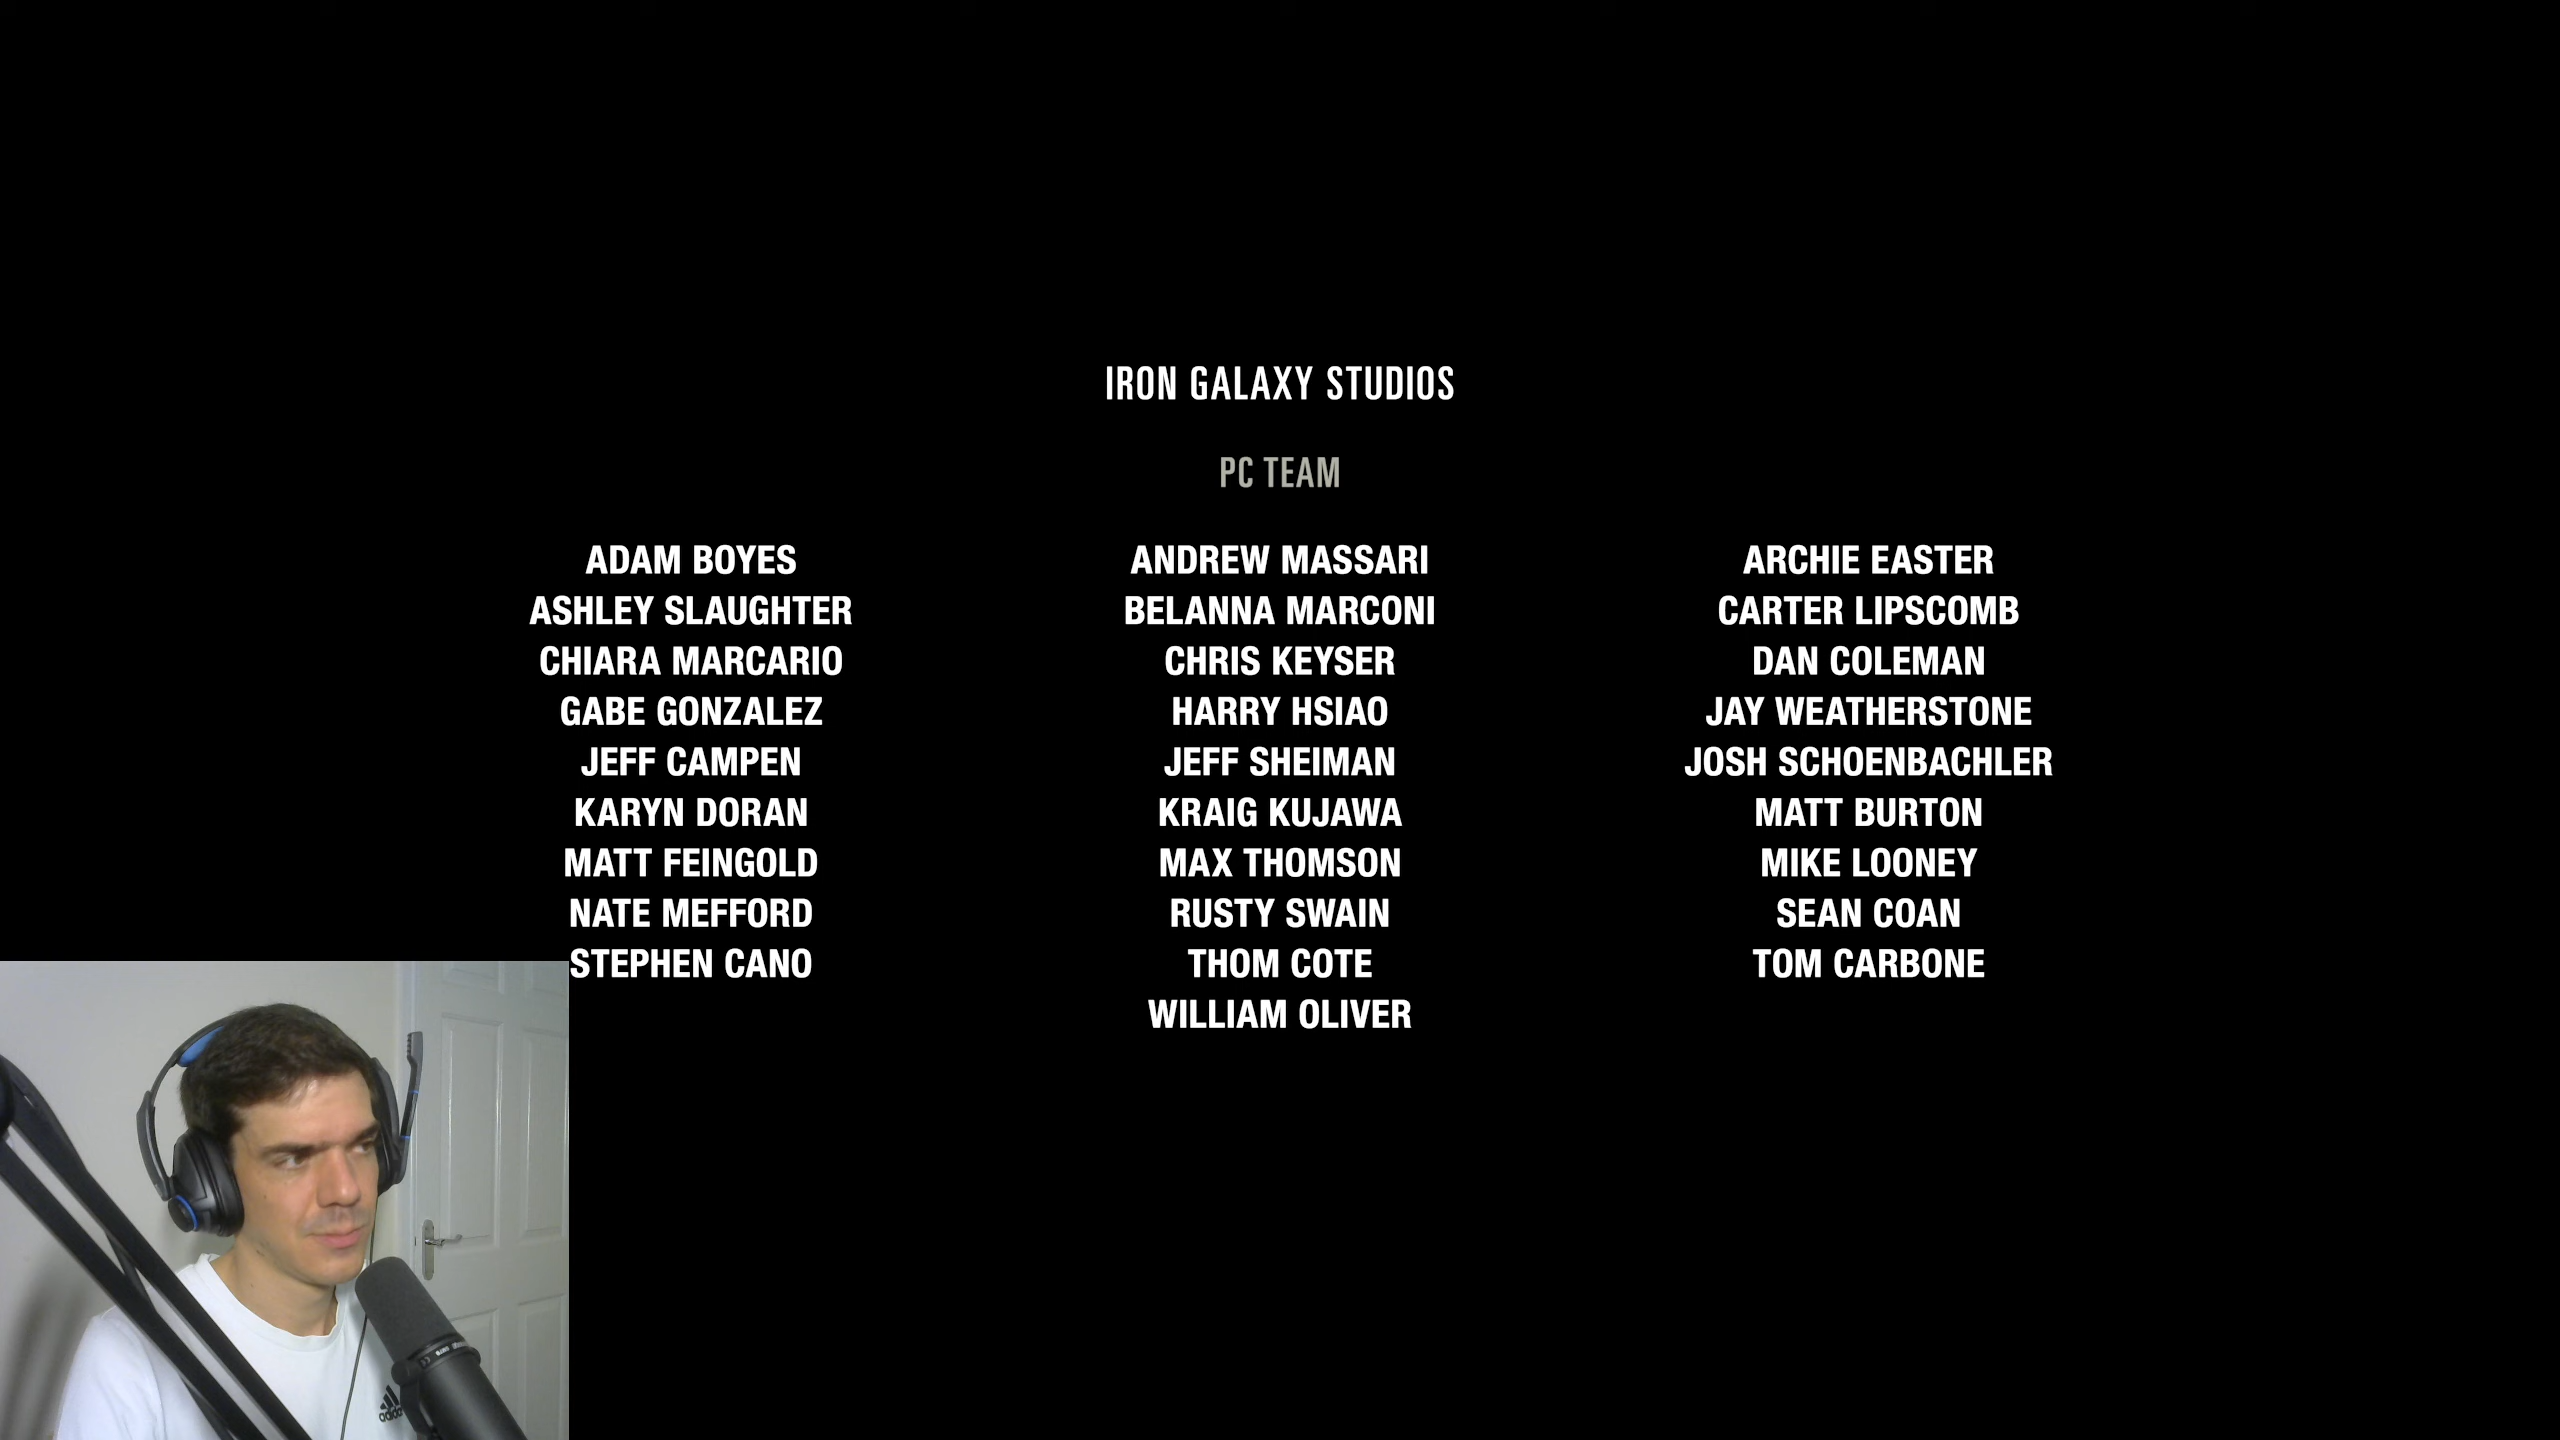 IRON GALAXY STUDIOS
PC TEAM
ADAM BOYES ANDREW MASSARI ARCHIE EASTER
ASHLEY SLAUGHTER BELANNA MARCONI CARTER LIPSCOMB
CHIARA MARCARIO CHRIS KEYSER DAN COLEMAN
GABE GONZALEZ HARRY HSIAO JAY WEATHERSTONE
JEFF CAMPEN JEFF SHEIMAN JOSH SCHOENBACHLER
KARYN DORAN KRAIG KUJAWA MATT BURTON
MATT FEINGOLD MAX THOMSON MIKE LOONEY
NATE MEFFORD RUSTY SWAIN SEAN COAN
STEPHEN CANO THOM COTE TOM CARBONE
WILLIAM OLIVER